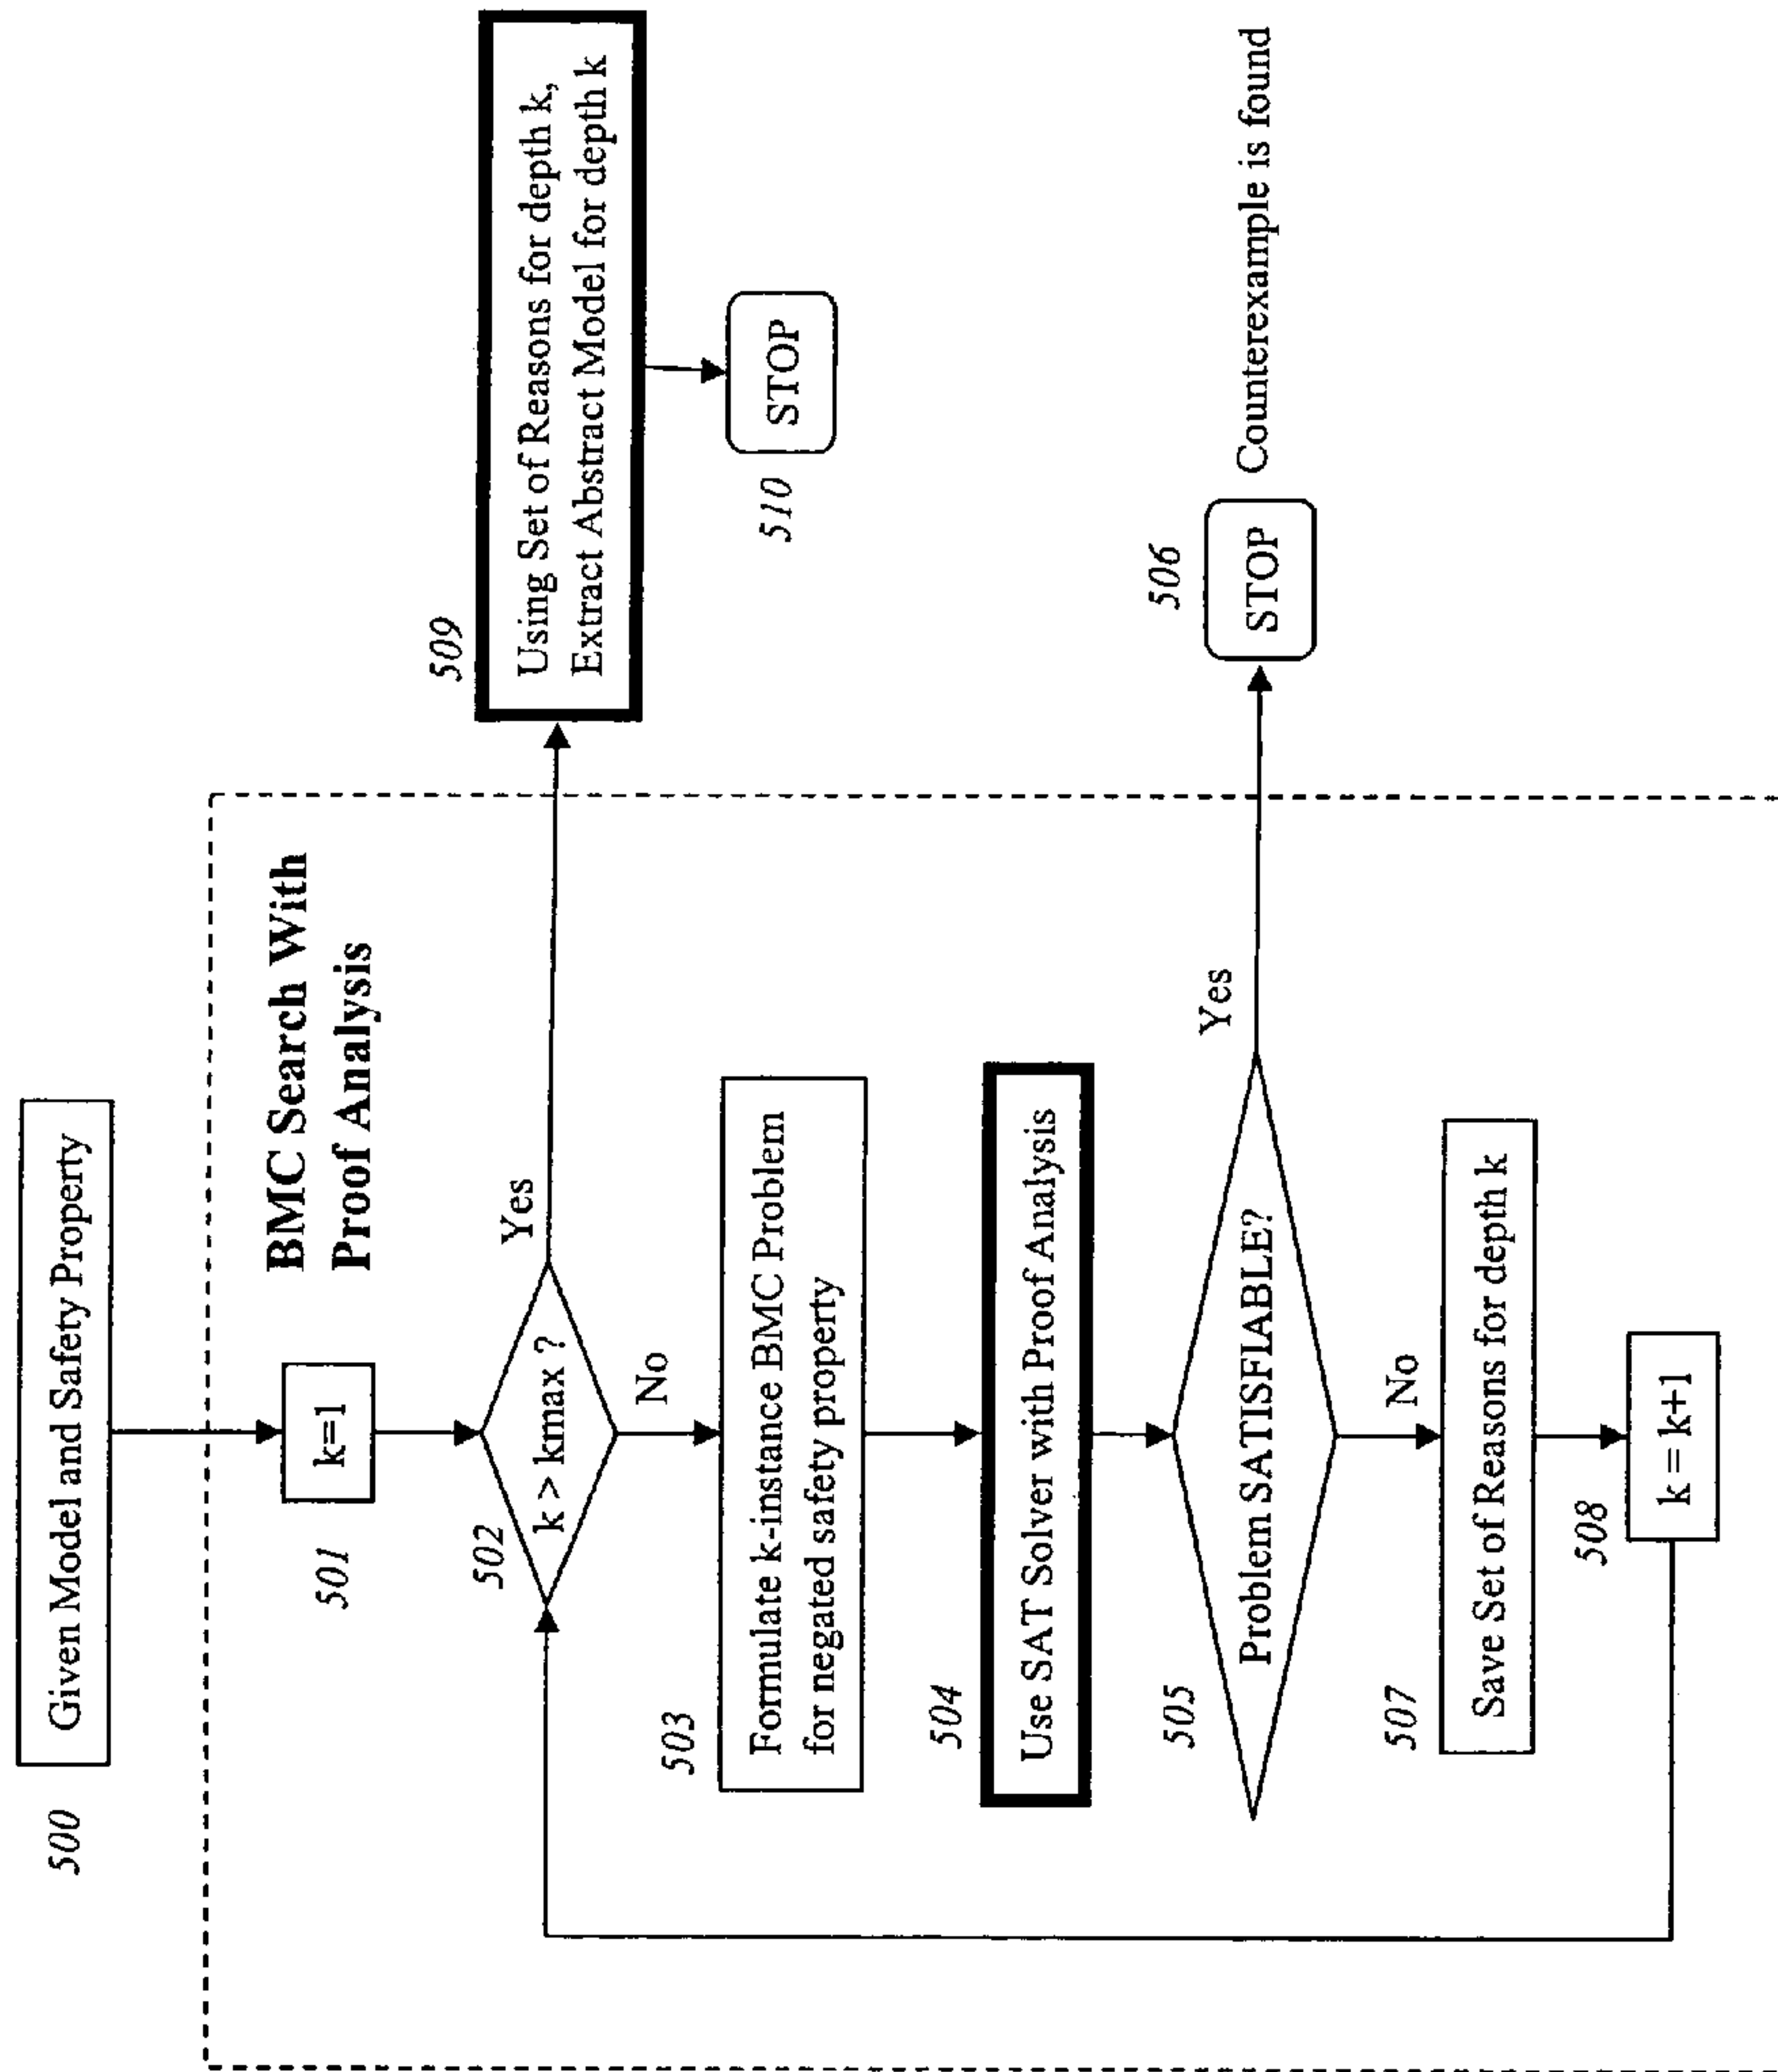 500
Given Model and Safety Property
BMC Search With
Proof Analysis
501
k=1
502
k > kmax ?
Yes
No
509
Using Set of Reasons for depth k,
Extract Abstract Model for depth k
510
STOP
503
Formulate k-instance BMC Problem
for negated safety property
504
Use SAT Solver with Proof Analysis
505
Problem SATISFIABLE?
Yes
No
506
STOP
Counterexample is found
507
Save Set of Reasons for depth k
508
k = k+1